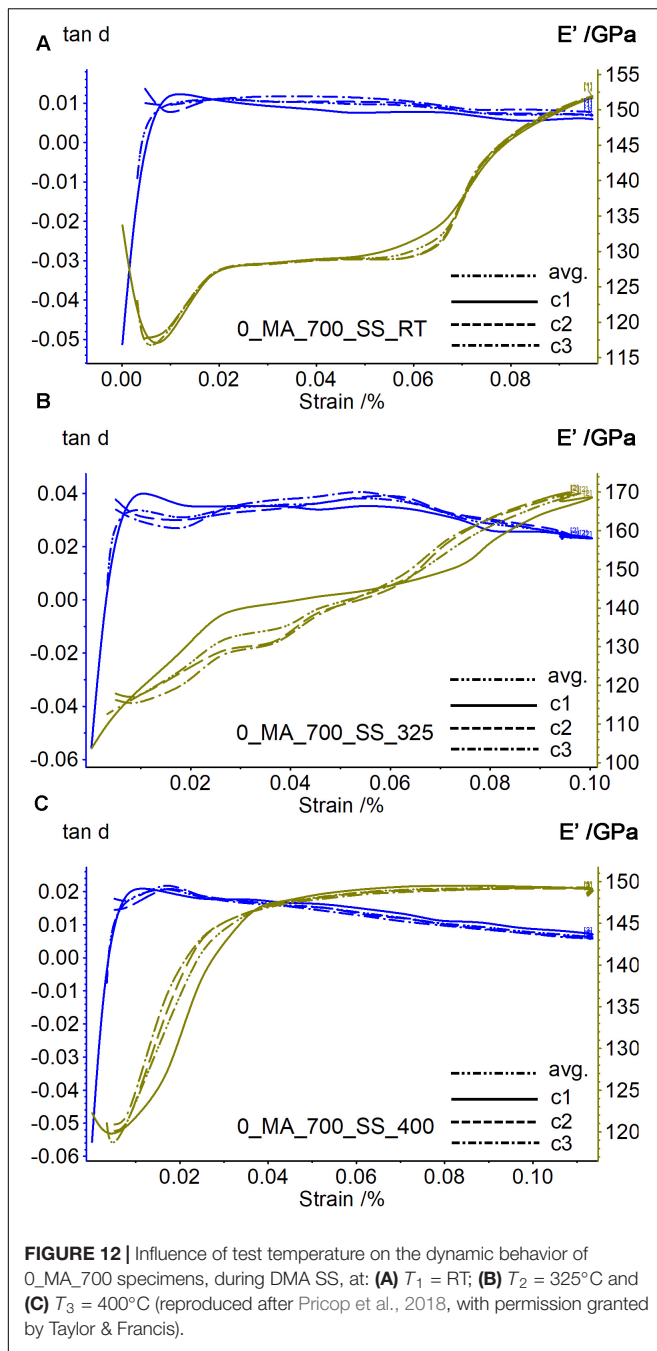 A
tan d
E' /GPa
0.01
0.00
-0.01
-0.02
-0.03
-0.04
-0.05
155
150
145
140
135
130
125
120
115
avg.
c1
c2
c3
0_MA_700_SS_RT
0.00
0.02
0.04
0.06
0.08
Strain /%
B
tan d
E' /GPa
0.04
0.02
0.00
-0.02
-0.04
-0.06
170
160
150
140
130
120
110
100
avg.
c1
c2
c3
0_MA_700_SS_325
0.02
0.04
0.06
0.08
0.10
Strain /%
C
tan d
E' /GPa
0.02
0.01
0.00
-0.01
-0.02
-0.03
-0.04
-0.05
-0.06
150
145
140
135
130
125
120
avg.
c1
c2
c3
0_MA_700_SS_400
0.02
0.04
0.06
0.08
0.10
Strain /%
FIGURE 12 | Influence of test temperature on the dynamic behavior of
0_MA_700 specimens, during DMA SS, at: (A) T1 = RT; (B) T2 = 325°C and
(C) T3 = 400°C (reproduced after Pricop et al., 2018, with permission granted
by Taylor & Francis).